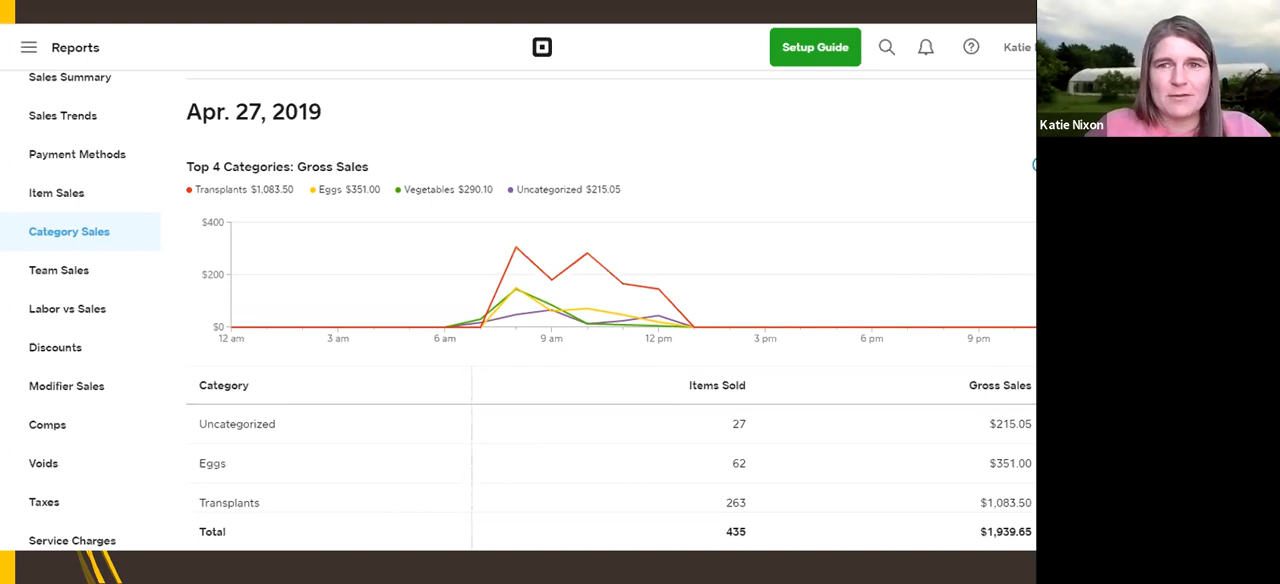 Reports
Setup Guide
Katie
Katie Nixon
Sales Summary
Sales Trends
Payment Methods
Item Sales
Category Sales
Team Sales
Labor vs Sales
Discounts
Modifier Sales
Comps
Voids
Taxes
Service Charges
Apr. 27, 2019
Top 4 Categories: Gross Sales
Transplants $1,083.50 Eggs $351.00 Vegetables $290.10 Uncategorized $215.05
$400
$200
$0
12 am 3 am 6 am 9 am 12 pm 3 pm 6 pm 9 pm
Category Items Sold Gross Sales
Uncategorized 27 $215.05
Eggs 62 $351.00
Transplants 263 $1,083.50
Total 435 $1,939.65